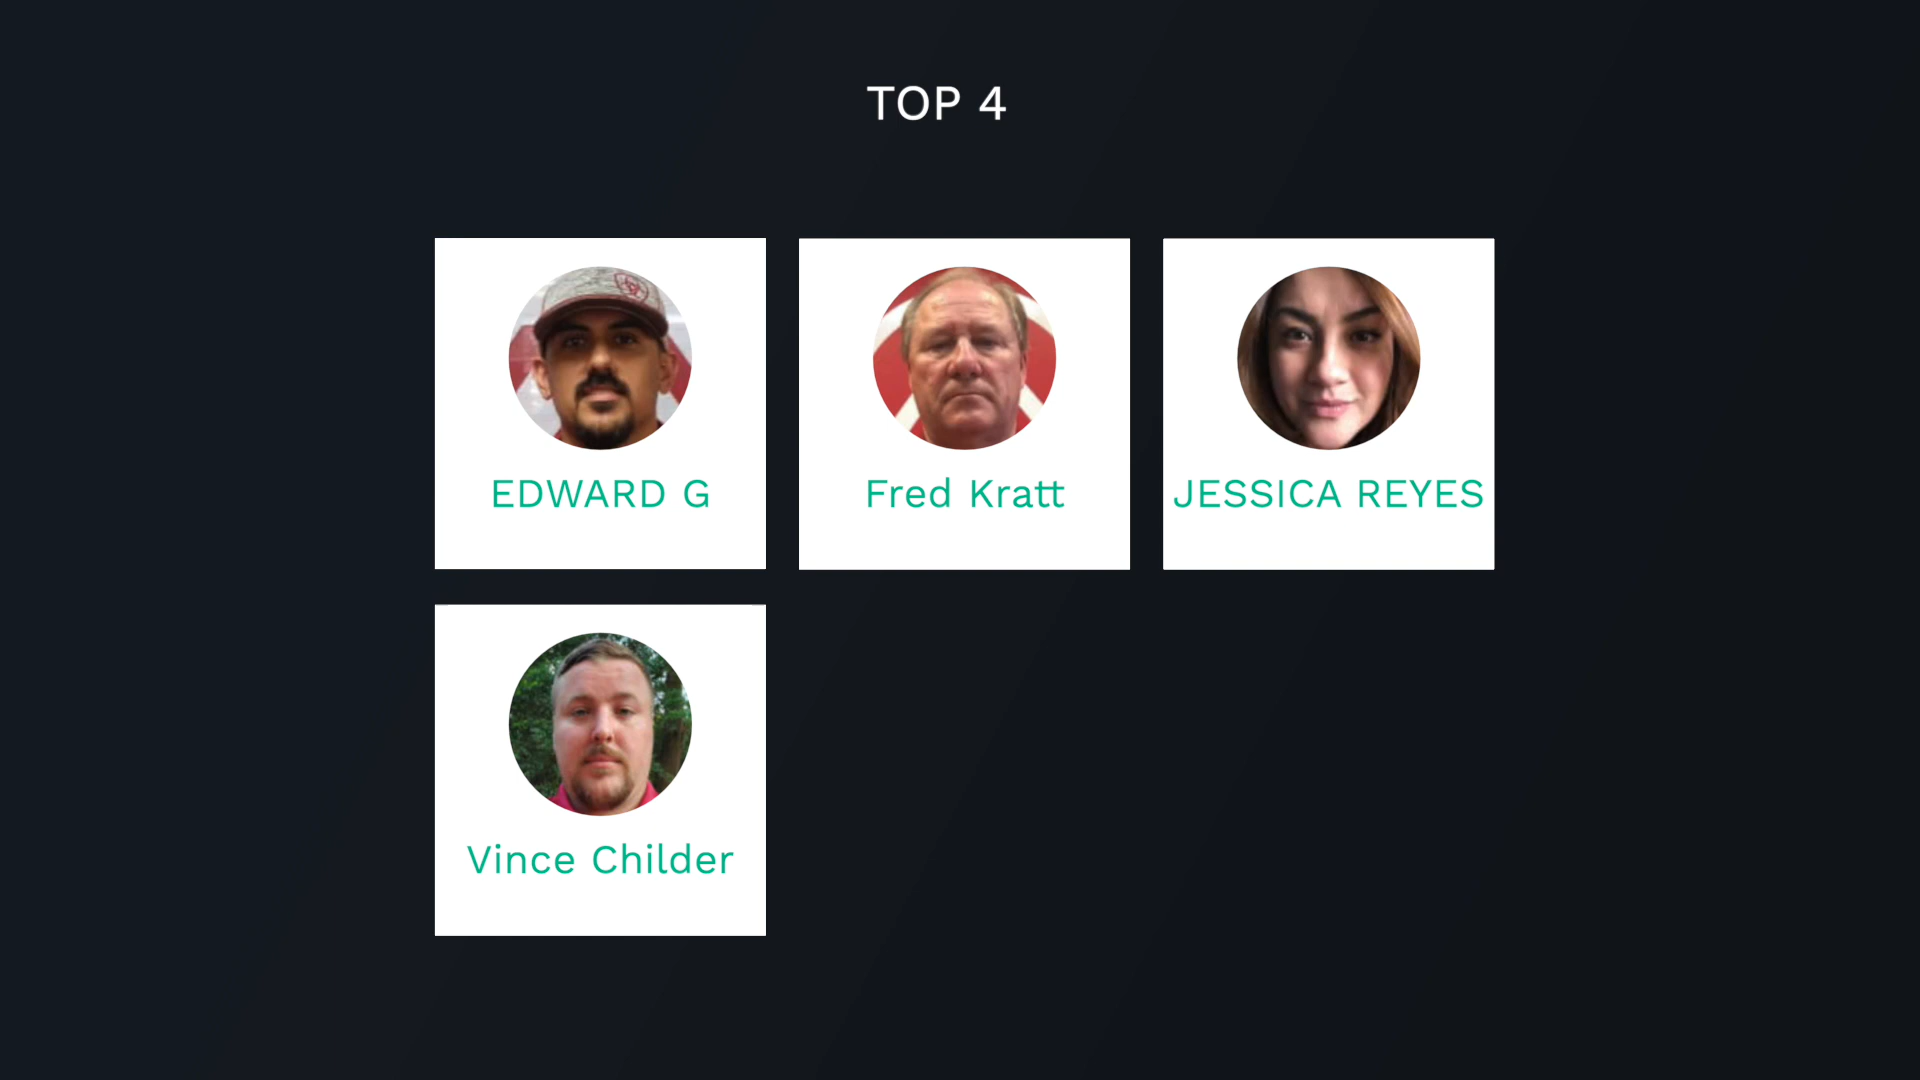 TOP 4
EDWARD G
Fred Kratt
JESSICA REYES
Vince Childer